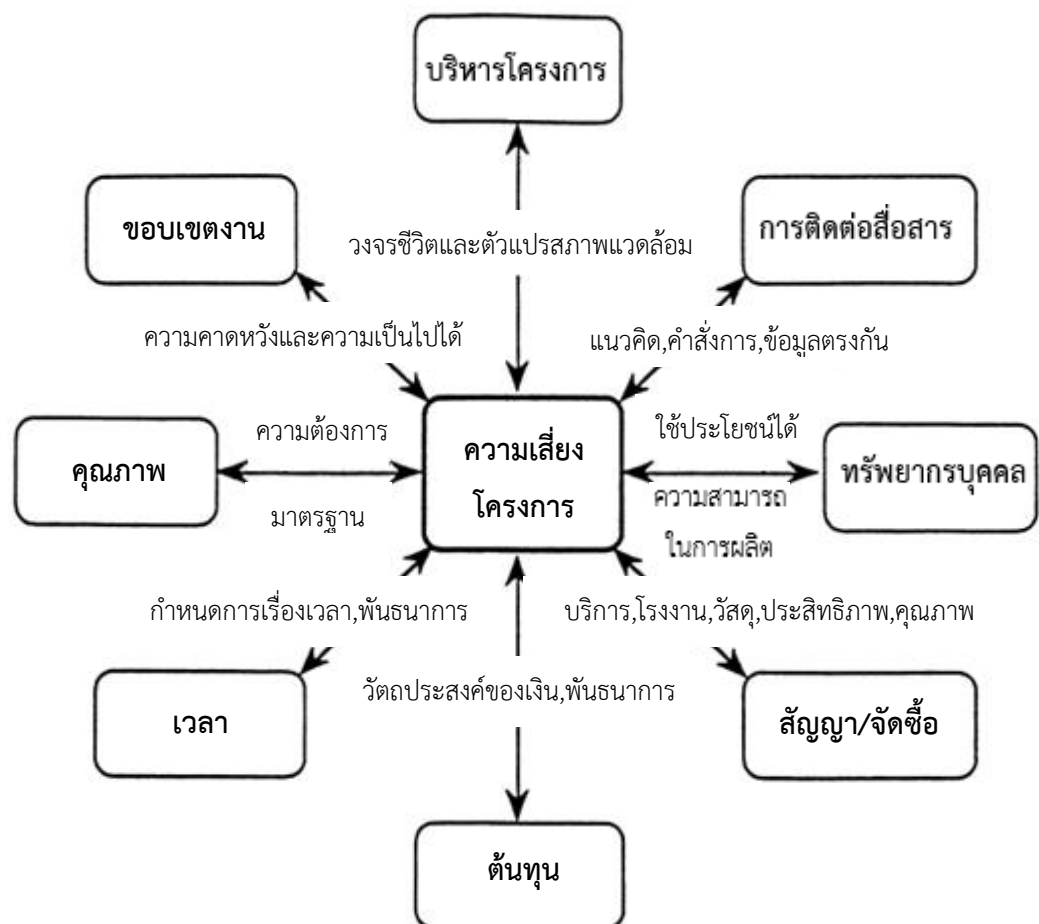 บริหารโครงการ
ขอบเขตงาน
การติดต่อสื่อสาร
วงจรชีวิตและตัวแปรสภาพแวดล้อม
ความคาดหวังและความเป็นไปได้
แนวคิด,คำสั่งการ,ข้อมูลตรงกัน
คุณภาพ
ความต้องการ
มาตรฐาน
ความเสี่ยง
โครงการ
ใช้ประโยชน์ได้
ความสามารถ
ในการผลิต
ทรัพยากรบุคคล
กำหนดการเรื่องเวลา,พันธนาการ
บริการ,โรงงาน,วัสดุ,ประสิทธิภาพ,คุณภาพ
วัตถประสงค์ของเงิน,พันธนาการ
เวลา
สัญญา/จัดซื้อ
ต้นทุน